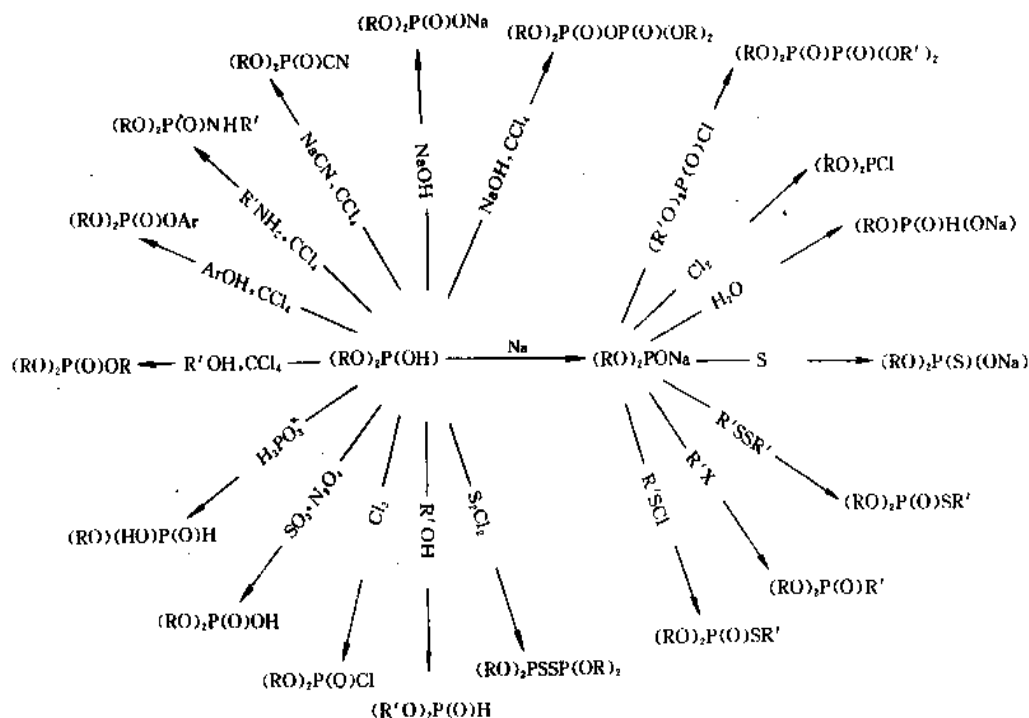 (RO)₂P(O)ONa
(RO)₂P(O)OP(O)(OR)₂
(RO)₂P(O)CN
(RO)₂P(O)P(O)(OR′)₂
(RO)₂P(O)NHR′
(RO)₂PCl
(RO)₂P(O)OAr
(RO)P(O)H(ONa)
NaCN,CCl₄
NaOH
NaOH,CCl₄
(R′O)₂P(O)Cl
R′NH₂,CCl₄
Cl₂
ArOH,CCl₄
H₂O
(RO)₂P(O)OR
R′OH,CCl₄
(RO)₂P(OH)
Na
(RO)₂PONa
S
(RO)₂P(S)(ONa)
H₃PO₃*
SO₂,N₂O₄
Cl₂
R′OH
S₂Cl₂
R′SCl
R′X
R′SSR′
(RO)(HO)P(O)H
(RO)₂P(O)SR′
(RO)₂P(O)OH
(RO)₂P(O)R′
(RO)₂P(O)Cl
(RO)₂PSSP(OR)₂
(RO)₂P(O)SR′
(R′O)₂P(O)H